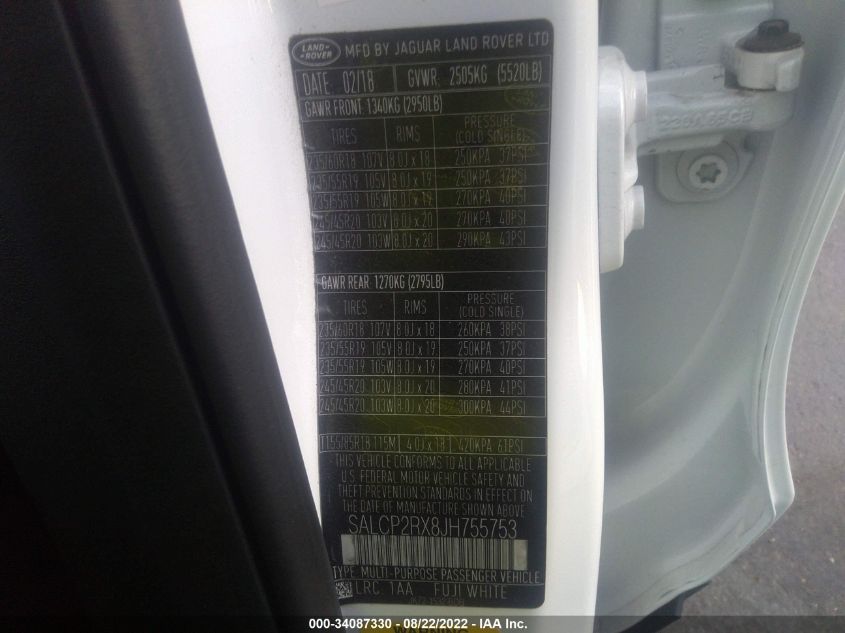 LAND ROVER MFD BY JAGUAR LAND ROVER LTD
DATE 02/18 GVWR 2505KG (5520LB)
GAWR FRONT 1340KG (2950LB)
TIRES RIMS PRESSURE (COLD SINGLE)
235/60R18 107V 8.0J x 18 250KPA 37PSI
235/55R19 105V 8.0J x 19 250KPA 37PSI
235/55R19 105W 8.0J x 19 270KPA 40PSI
245/45R20 103V 8.0J x 20 270KPA 40PSI
245/45R20 103W 8.0J x 20 290KPA 43PSI
GAWR REAR 1270KG (2795LB)
TIRES RIMS PRESSURE (COLD SINGLE)
235/60R18 107V 8.0J x 18 260KPA 38PSI
235/55R19 105V 8.0J x 19 250KPA 37PSI
235/55R19 105W 8.0J x 19 270KPA 40PSI
245/45R20 103V 8.0J x 20 280KPA 41PSI
245/45R20 103W 8.0J x 20 300KPA 44PSI
T155/85R18 115M 4.0J x 18 420KPA 61PSI
THIS VEHICLE CONFORMS TO ALL APPLICABLE
U.S. FEDERAL MOTOR VEHICLE SAFETY AND
THEFT PREVENTION STANDARDS IN EFFECT ON
THE DATE OF MANUFACTURE SHOWN ABOVE
SALCP2RX8JH755753
TYPE: MULTI-PURPOSE PASSENGER VEHICLE
LRC 1AA FUJI WHITE
WARNING
000-34087330 - 08/22/2022 - IAA Inc.